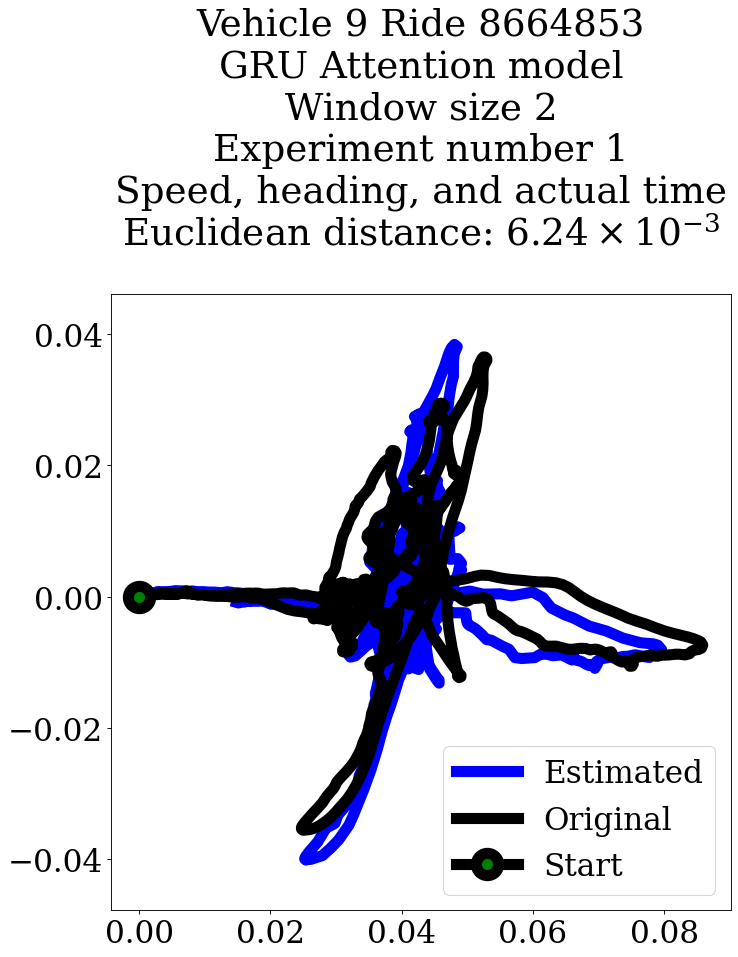 Vehicle 9 Ride 8664853
GRU Attention model
Window size 2
Experiment number 1
Speed, heading, and actual time
Euclidean distance: 6.24 × 10⁻³
0.04
0.02
0.00
−0.02
−0.04
Estimated
Original
Start
0.00 0.02 0.04 0.06 0.08